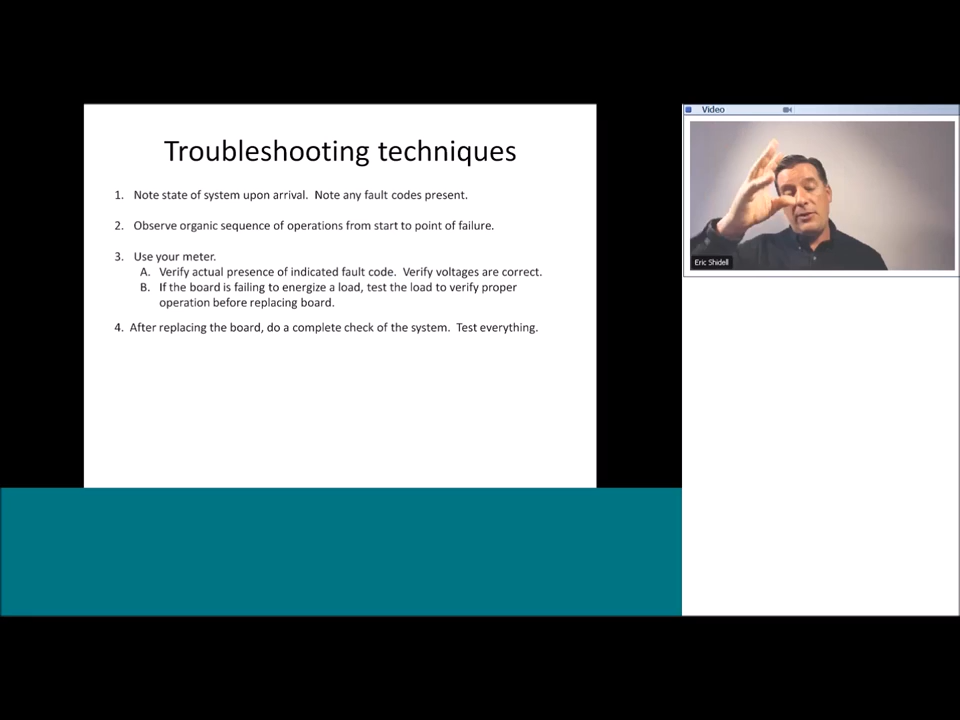 Troubleshooting techniques
1. Note state of system upon arrival. Note any fault codes present.
2. Observe organic sequence of operations from start to point of failure.
3. Use your meter.
A. Verify actual presence of indicated fault code. Verify voltages are correct.
B. If the board is failing to energize a load, test the load to verify proper
operation before replacing board.
4. After replacing the board, do a complete check of the system. Test everything.
Video
Eric Shidell